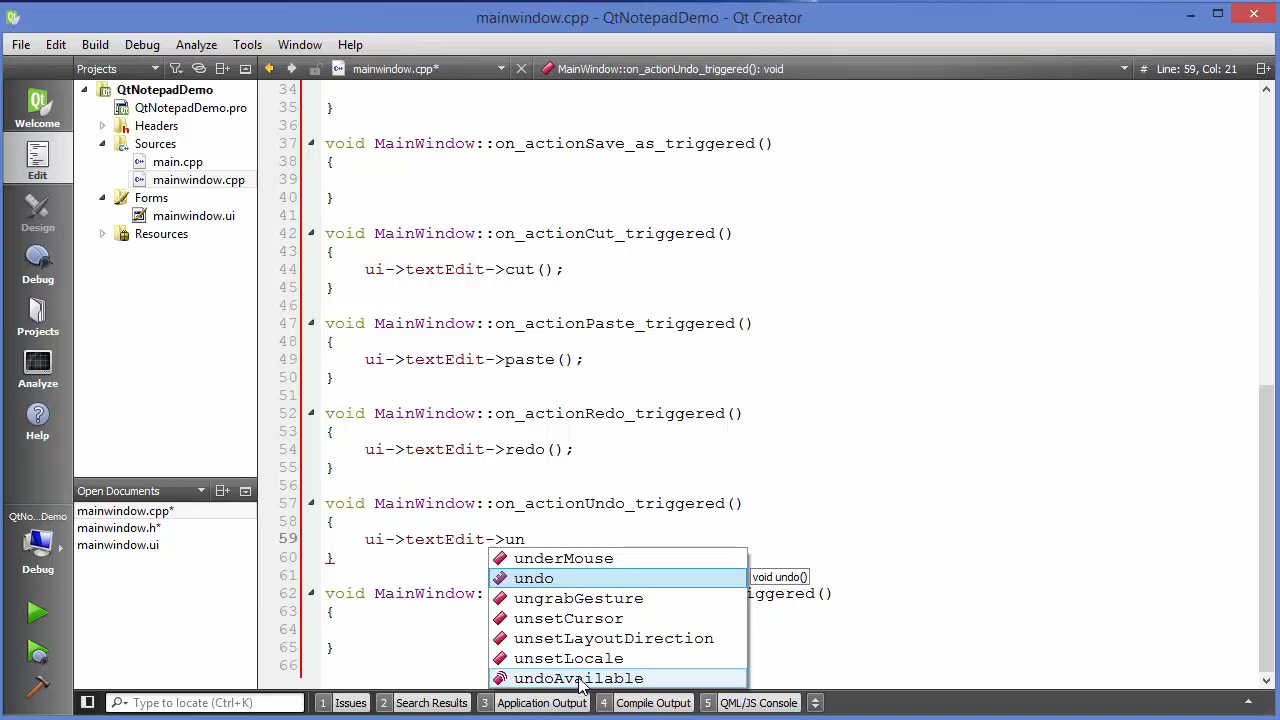 mainwindow.cpp - QtNotepadDemo - Qt Creator
File Edit Build Debug Analyze Tools Window Help
Projects mainwindow.cpp* MainWindow::on_actionUndo_triggered(): void # Line: 59, Col: 21
Welcome
Edit
Design
Debug
Projects
Analyze
Help
QtNo...Demo
Debug
QtNotepadDemo
QtNotepadDemo.pro
Headers
Sources
main.cpp
mainwindow.cpp
Forms
mainwindow.ui
Resources
Open Documents
mainwindow.cpp*
mainwindow.h*
mainwindow.ui
34
35 }
36
37 void MainWindow::on_actionSave_as_triggered()
38 {
39
40 }
41
42 void MainWindow::on_actionCut_triggered()
43 {
44 ui->textEdit->cut();
45 }
46
47 void MainWindow::on_actionPaste_triggered()
48 {
49 ui->textEdit->paste();
50 }
51
52 void MainWindow::on_actionRedo_triggered()
53 {
54 ui->textEdit->redo();
55 }
56
57 void MainWindow::on_actionUndo_triggered()
58 {
59 ui->textEdit->un
60 }
61
62 void MainWindow: iggered()
63 {
64
65 }
66
underMouse
undo void undo()
ungrabGesture
unsetCursor
unsetLayoutDirection
unsetLocale
undoAvailable
Type to locate (Ctrl+K) 1 Issues 2 Search Results 3 Application Output 4 Compile Output 5 QML/JS Console